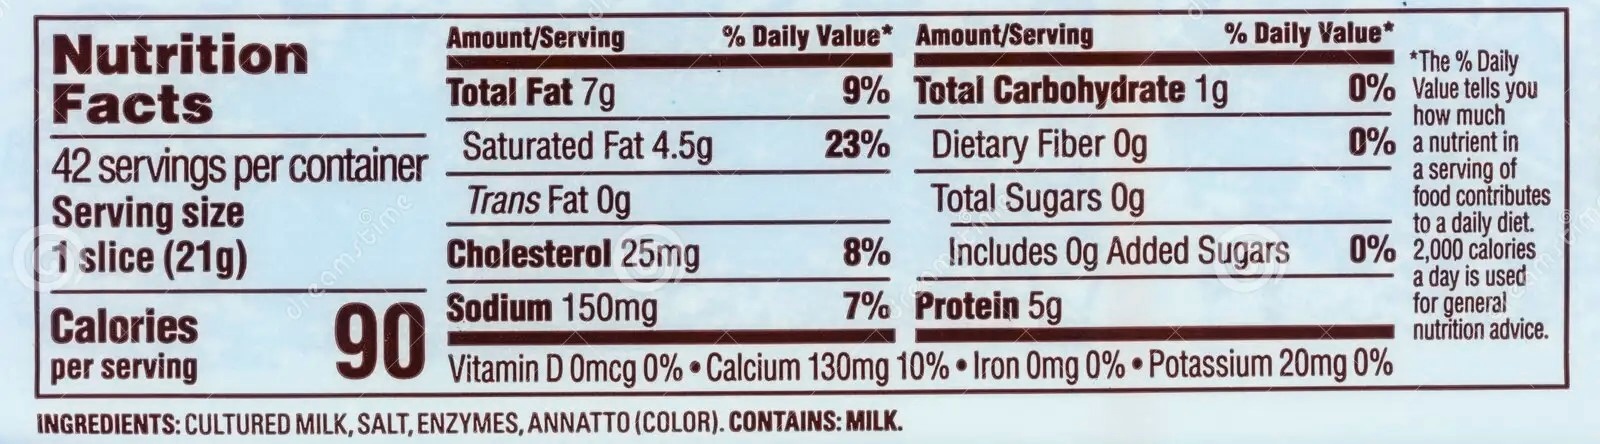 Nutrition
Facts
42 servings per container
Serving size
1 slice (21g)
Calories
per serving
90
Amount/Serving % Daily Value*
Total Fat 7g 9%
Saturated Fat 4.5g 23%
Trans Fat 0g
Cholesterol 25mg 8%
Sodium 150mg 7%
Amount/Serving % Daily Value*
Total Carbohydrate 1g 0%
Dietary Fiber 0g 0%
Total Sugars 0g
Includes 0g Added Sugars 0%
Protein 5g
Vitamin D 0mcg 0% • Calcium 130mg 10% • Iron 0mg 0% • Potassium 20mg 0%
*The % Daily
Value tells you
how much
a nutrient in
a serving of
food contributes
to a daily diet.
2,000 calories
a day is used
for general
nutrition advice.
INGREDIENTS: CULTURED MILK, SALT, ENZYMES, ANNATTO (COLOR). CONTAINS: MILK.
dreamstime
dreamstime
dreamstime
dreamstime